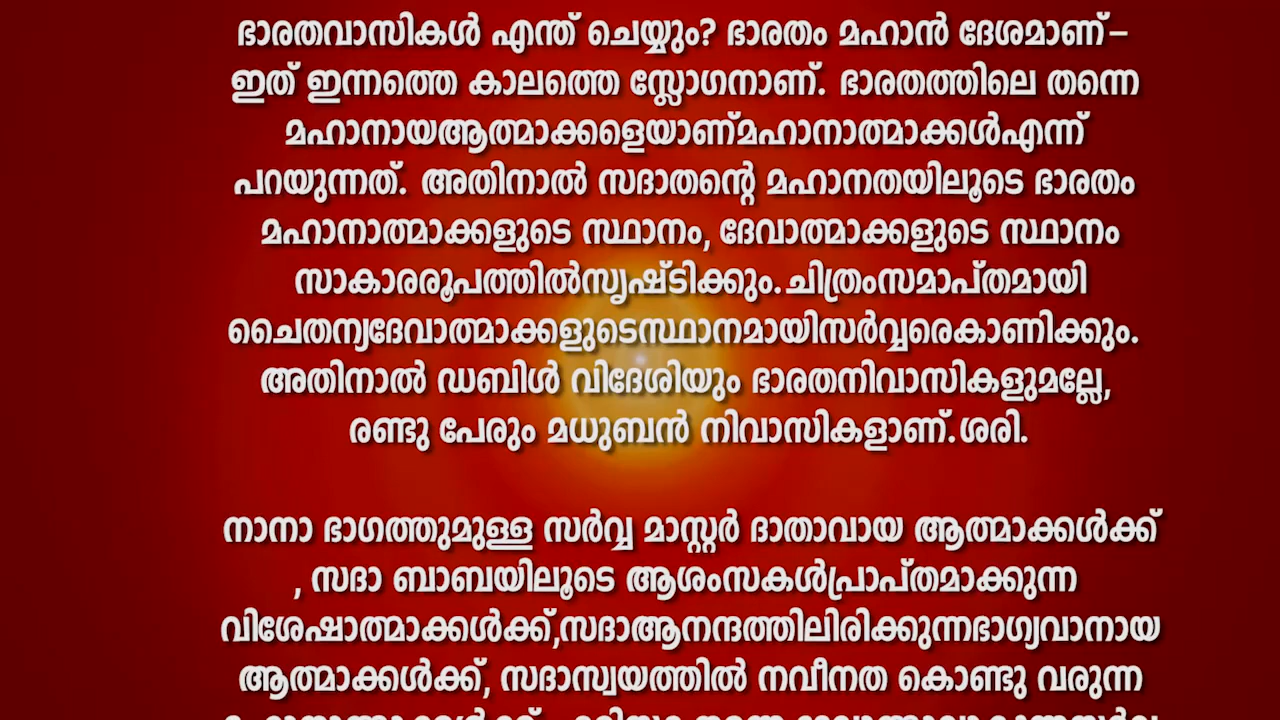 ഭാരതവാസികൾ എന്ത് ചെയ്യും? ഭാരതം മഹാൻ ദേശമാണ്–
ഇത് ഇന്നത്തെ കാലത്തെ സ്ലോഗനാണ്. ഭാരതത്തിലെ തന്നെ
മഹാനായആത്മാക്കളെയാണ്മഹാനാത്മാക്കൾഎന്ന്
പറയുന്നത്. അതിനാൽ സദാതന്റെ മഹാനതയിലൂടെ ഭാരതം
മഹാനാത്മാക്കളുടെ സ്ഥാനം, ദേവാത്മാക്കളുടെ സ്ഥാനം
സാകാരരൂപത്തിൽസൃഷ്ടിക്കും.ചിത്രംസമാപ്തമായി
ചൈതന്യദേവാത്മാക്കളുടെസ്ഥാനമായിസർവ്വരെകാണിക്കും.
അതിനാൽ ഡബിൾ വിദേശിയും ഭാരതനിവാസികളുമല്ലേ,
രണ്ടു പേരും മധുബൻ നിവാസികളാണ്.ശരി.
നാനാ ഭാഗത്തുമുള്ള സർവ്വ മാസ്റ്റർ ദാതാവായ ആത്മാക്കൾക്ക്
, സദാ ബാബയിലൂടെ ആശംസകൾപ്രാപ്തമാക്കുന്ന
വിശേഷാത്മാക്കൾക്ക്,സദാആനന്ദത്തിലിരിക്കുന്നഭാഗ്യവാനായ
ആത്മാക്കൾക്ക്, സദാസ്വയത്തിൽ നവീനത കൊണ്ടു വരുന്ന